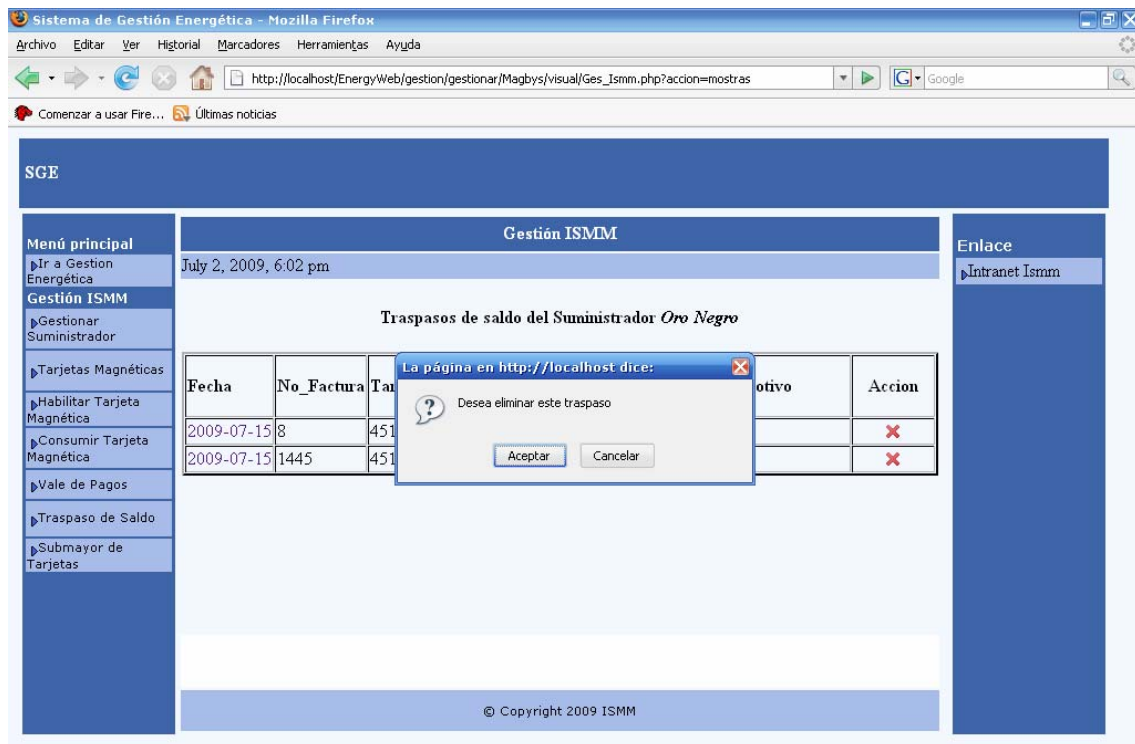 Sistema de Gestión Energética - Mozilla Firefox
Archivo Editar Ver Historial Marcadores Herramientas Ayuda
http://localhost/EnergyWeb/gestion/gestionar/Magbys/visual/Ges_Ismm.php?accion=mostras
G Google
Comenzar a usar Fire... Últimas noticias
SGE
Menú principal
Ir a Gestion
Energética
Gestión ISMM
Gestionar
Suministrador
Tarjetas Magnéticas
Habilitar Tarjeta
Magnética
Consumir Tarjeta
Magnética
Vale de Pagos
Traspaso de Saldo
Submayor de
Tarjetas
Gestión ISMM
July 2, 2009, 6:02 pm
Traspasos de saldo del Suministrador Oro Negro
Fecha No_Factura Tar otivo Accion
2009-07-15 8 451
2009-07-15 1445 451
La página en http://localhost dice:
Desea eliminar este traspaso
Aceptar Cancelar
Enlace
Intranet Ismm
© Copyright 2009 ISMM